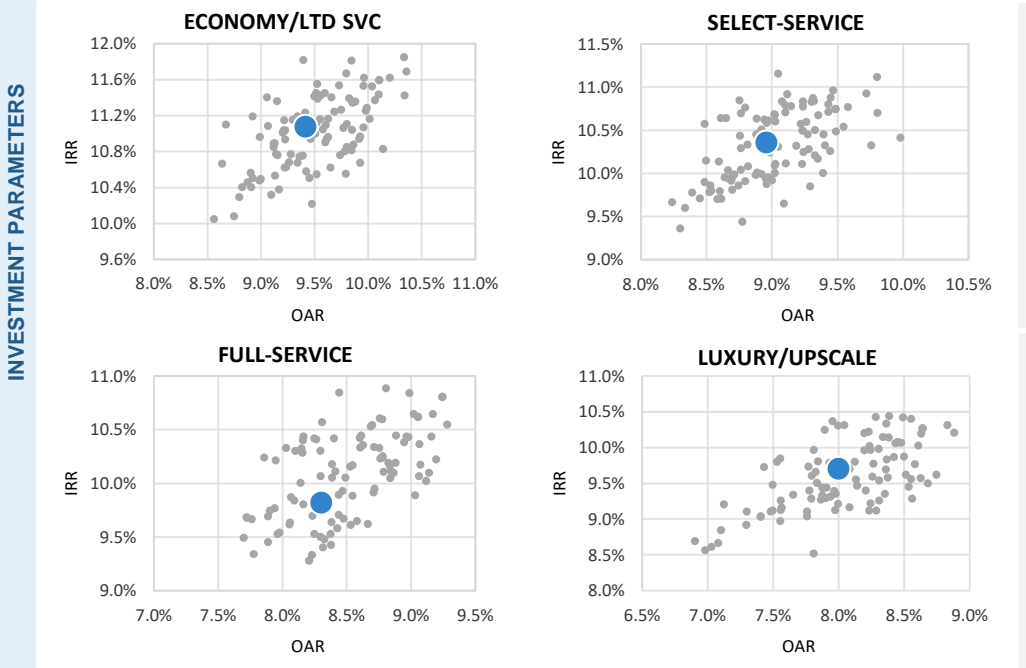 INVESTMENT PARAMETERS
ECONOMY/LTD SVC
12.0%
11.6%
11.2%
10.8%
10.4%
10.0%
9.6%
IRR
8.0% 8.5% 9.0% 9.5% 10.0% 10.5% 11.0%
OAR
SELECT-SERVICE
11.5%
11.0%
10.5%
10.0%
9.5%
9.0%
IRR
8.0% 8.5% 9.0% 9.5% 10.0% 10.5%
OAR
FULL-SERVICE
11.0%
10.5%
10.0%
9.5%
9.0%
IRR
7.0% 7.5% 8.0% 8.5% 9.0% 9.5%
OAR
LUXURY/UPSCALE
11.0%
10.5%
10.0%
9.5%
9.0%
8.5%
8.0%
IRR
6.5% 7.0% 7.5% 8.0% 8.5% 9.0%
OAR